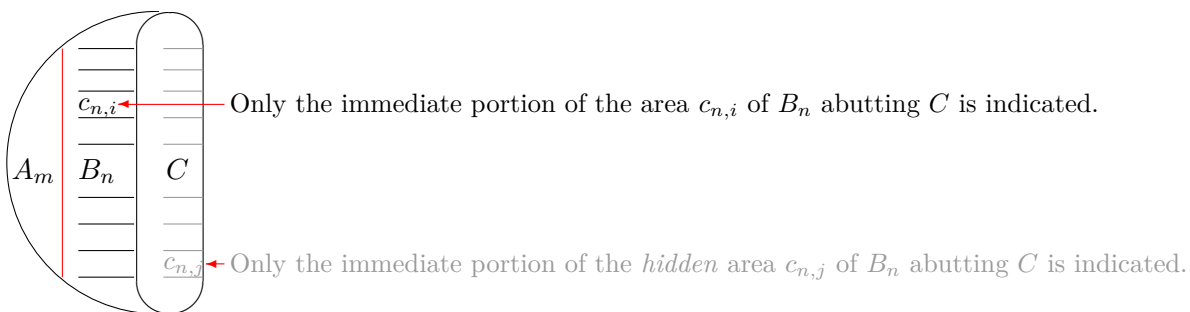 $c_{n,i}$ Only the immediate portion of the area $c_{n,i}$ of $B_n$ abutting $C$ is indicated.
$A_m$ $B_n$ $C$
$c_{n,j}$ Only the immediate portion of the hidden area $c_{n,j}$ of $B_n$ abutting $C$ is indicated.